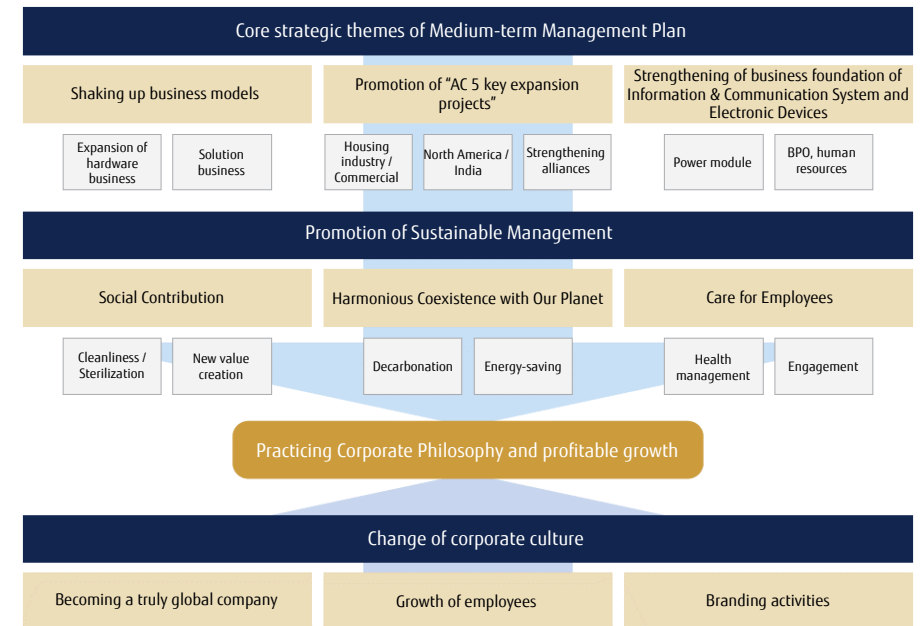 Core strategic themes of Medium-term Management Plan
Shaking up business models
Promotion of “AC 5 key expansion
projects”
Strengthening of business foundation of
Information & Communication System and
Electronic Devices
Expansion of
hardware
business
Solution
business
Housing
industry /
Commercial
North America /
India
Strengthening
alliances
Power module
BPO, human
resources
Promotion of Sustainable Management
Social Contribution
Harmonious Coexistence with Our Planet
Care for Employees
Cleanliness /
Sterilization
New value
creation
Decarbonation
Energy-saving
Health
management
Engagement
Practicing Corporate Philosophy and profitable growth
Change of corporate culture
Becoming a truly global company
Growth of employees
Branding activities